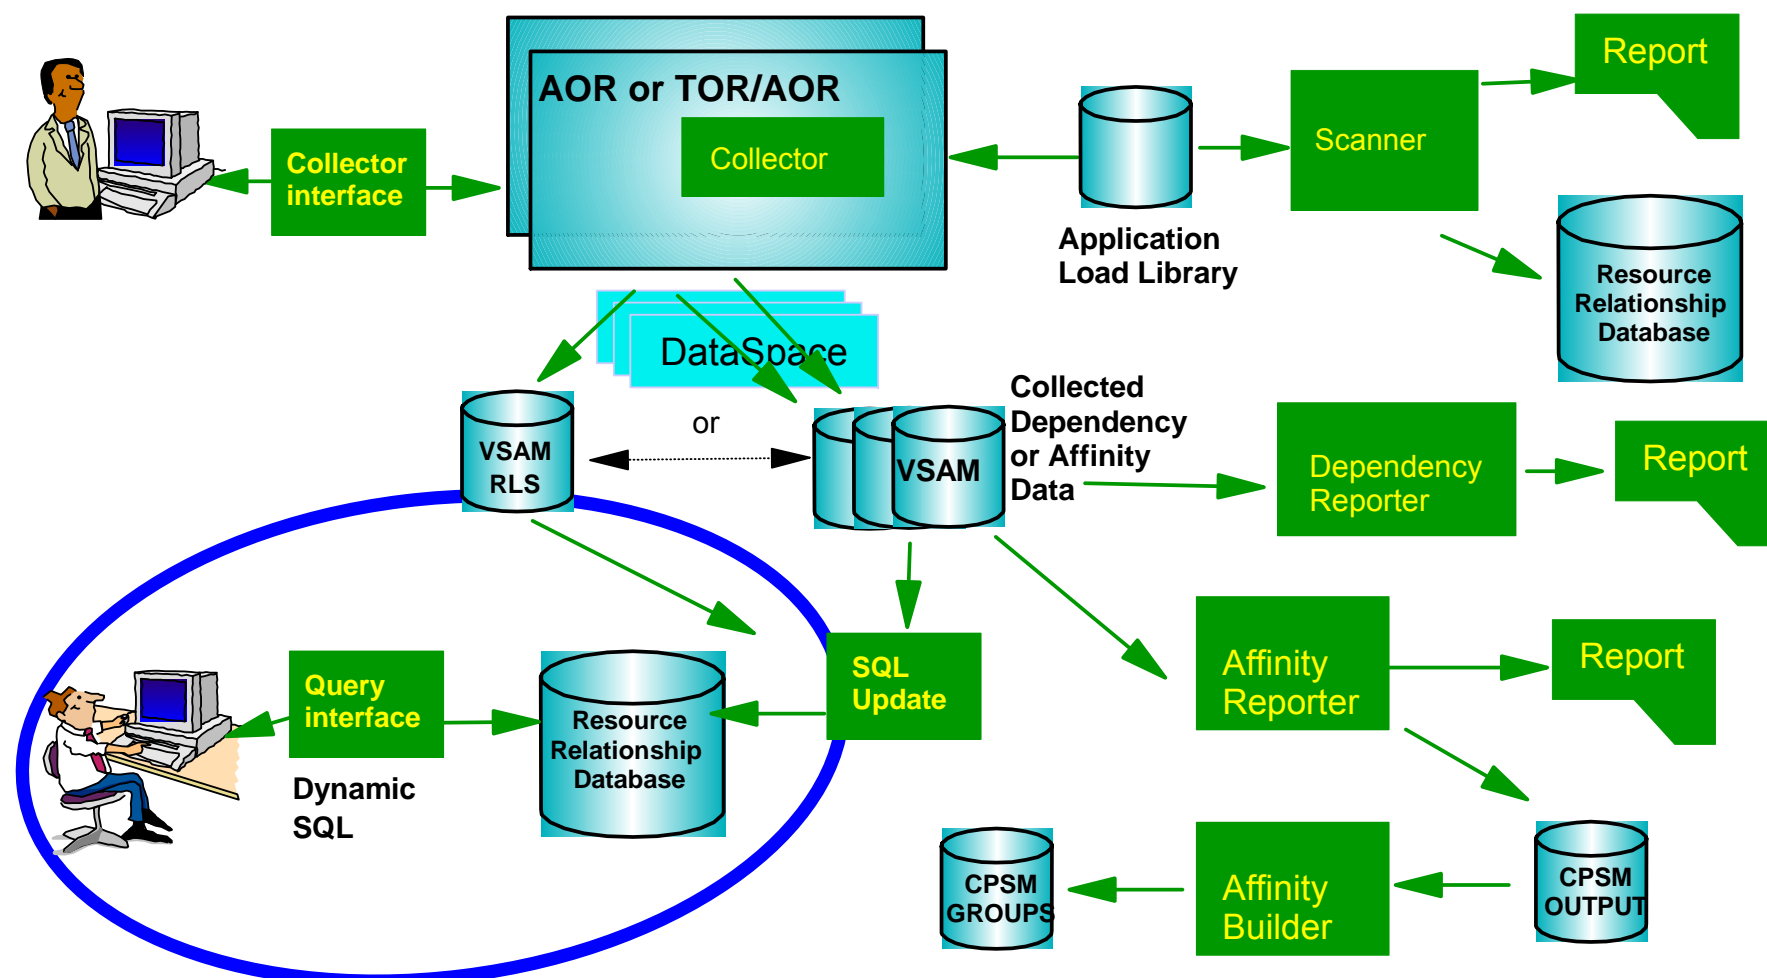 Report
AOR or TOR/AOR
Collector
Scanner
Collector
interface
Application
Load Library
Resource
Relationship
Database
DataSpace
Collected
Dependency
or Affinity
Data
or
VSAM
RLS
VSAM
Dependency
Reporter
Report
SQL
Update
Affinity
Reporter
Report
Query
interface
Resource
Relationship
Database
Dynamic
SQL
CPSM
GROUPS
Affinity
Builder
CPSM
OUTPUT